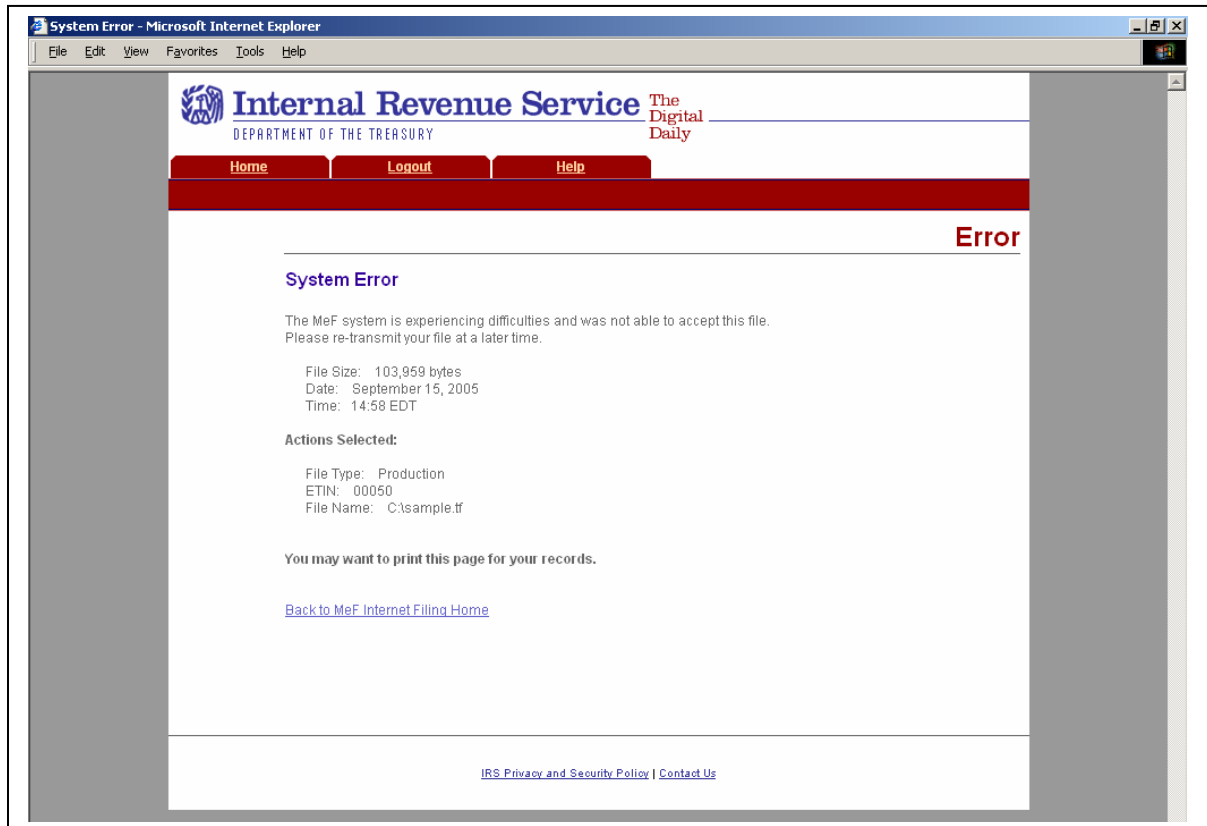 System Error - Microsoft Internet Explorer
File Edit View Favorites Tools Help
Internal Revenue Service
DEPARTMENT OF THE TREASURY
The
Digital
Daily
Home Logout Help
Error
System Error
The MeF system is experiencing difficulties and was not able to accept this file.
Please re-transmit your file at a later time.
File Size: 103,959 bytes
Date: September 15, 2005
Time: 14:58 EDT
Actions Selected:
File Type: Production
ETIN: 00050
File Name: C:\sample.tf
You may want to print this page for your records.
Back to MeF Internet Filing Home
IRS Privacy and Security Policy | Contact Us